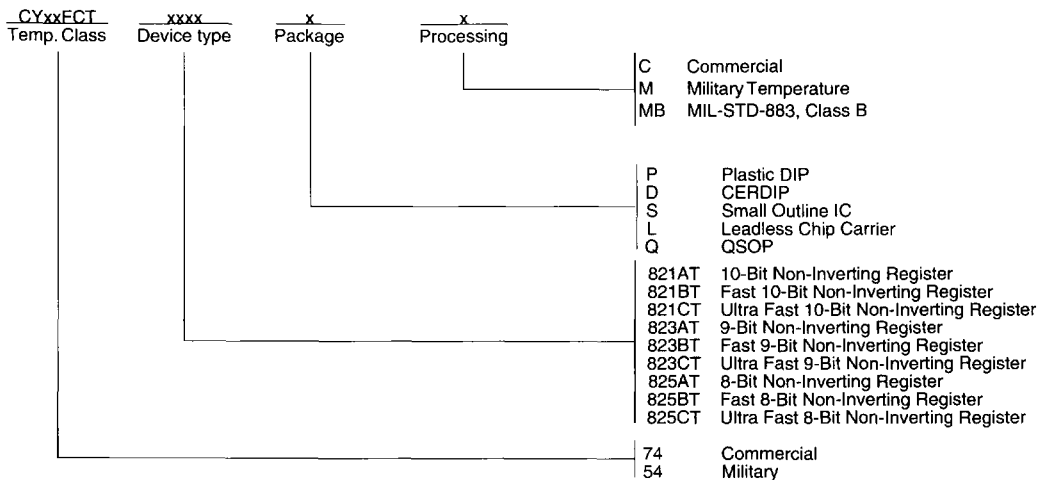 CYxxFCT xxxx x x
Temp. Class Device type Package Processing
C Commercial
M Military Temperature
MB MIL-STD-883, Class B
P Plastic DIP
D CERDIP
S Small Outline IC
L Leadless Chip Carrier
Q QSOP
821AT 10-Bit Non-Inverting Register
821BT Fast 10-Bit Non-Inverting Register
821CT Ultra Fast 10-Bit Non-Inverting Register
823AT 9-Bit Non-Inverting Register
823BT Fast 9-Bit Non-Inverting Register
823CT Ultra Fast 9-Bit Non-Inverting Register
825AT 8-Bit Non-Inverting Register
825BT Fast 8-Bit Non-Inverting Register
825CT Ultra Fast 8-Bit Non-Inverting Register
74 Commercial
54 Military